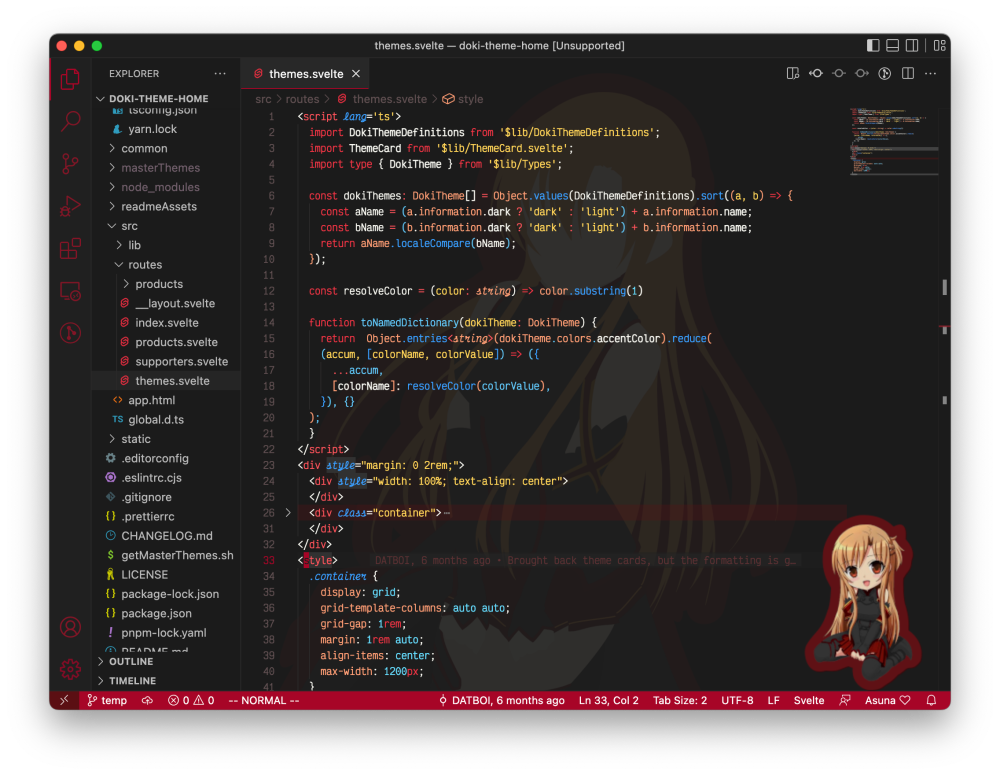 themes.svelte — doki-theme-home [Unsupported]
EXPLORER
DOKI-THEME-HOME
tsconfig.json
yarn.lock
common
masterThemes
node_modules
readmeAssets
src
lib
routes
products
__layout.svelte
index.svelte
products.svelte
supporters.svelte
themes.svelte
app.html
TS global.d.ts
static
.editorconfig
.eslintrc.cjs
.gitignore
{ } .prettierrc
CHANGELOG.md
$ getMasterThemes.sh
LICENSE
{ } package-lock.json
{ } package.json
! pnpm-lock.yaml
README.md
OUTLINE
TIMELINE
themes.svelte
src > routes > themes.svelte > style
1 <script lang='ts'>
2 import DokiThemeDefinitions from '$lib/DokiThemeDefinitions';
3 import ThemeCard from '$lib/ThemeCard.svelte';
4 import type { DokiTheme } from '$lib/Types';
5
6 const dokiThemes: DokiTheme[] = Object.values(DokiThemeDefinitions).sort((a, b) => {
7 const aName = (a.information.dark ? 'dark' : 'light') + a.information.name;
8 const bName = (b.information.dark ? 'dark' : 'light') + b.information.name;
9 return aName.localeCompare(bName);
10 });
11
12 const resolveColor = (color: string) => color.substring(1)
13
14 function toNamedDictionary(dokiTheme: DokiTheme) {
15 return Object.entries<string>(dokiTheme.colors.accentColor).reduce(
16 (accum, [colorName, colorValue]) => ({
17 ...accum,
18 [colorName]: resolveColor(colorValue),
19 }), {}
20 );
21 }
22 </script>
23 <div style="margin: 0 2rem;">
24 <div style="width: 100%; text-align: center">
25 </div>
26 > <div class="container">⋯
31 </div>
32 </div>
33 < tyle> DATBOI, 6 months ago • Brought back theme cards, but the formatting is g…
34 .container {
35 display: grid;
36 grid-template-columns: auto auto;
37 grid-gap: 1rem;
38 margin: 1rem auto;
39 align-items: center;
40 max-width: 1200px;
41 }
temp 0 0 -- NORMAL -- DATBOI, 6 months ago Ln 33, Col 2 Tab Size: 2 UTF-8 LF Svelte Asuna ♡